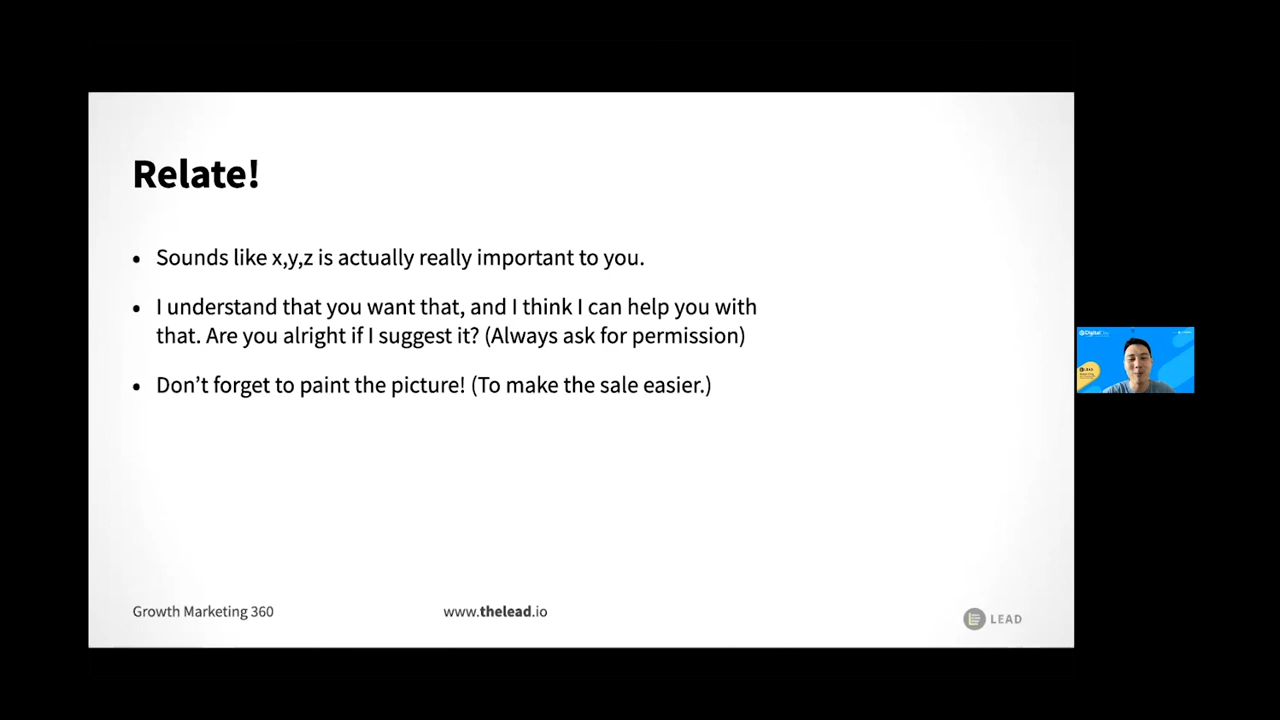 Relate!
• Sounds like x,y,z is actually really important to you.
• I understand that you want that, and I think I can help you with
that. Are you alright if I suggest it? (Always ask for permission)
• Don’t forget to paint the picture! (To make the sale easier.)
Growth Marketing 360
www.thelead.io
LEAD
Digital
LEAD